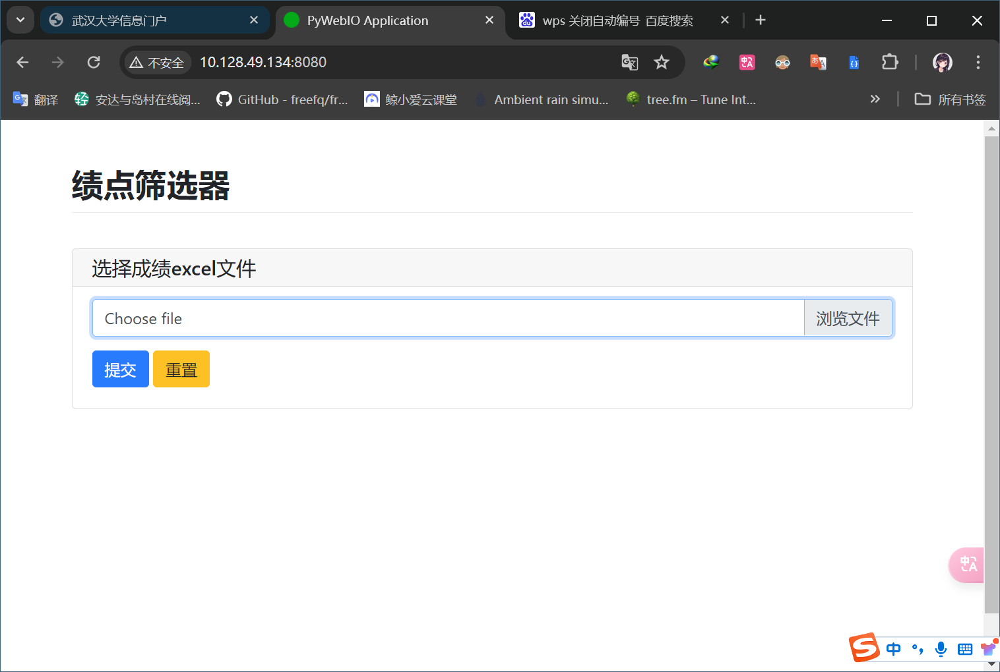 武汉大学信息门户
PyWebIO Application
wps 关闭自动编号 百度搜索
不安全
10.128.49.134:8080
翻译
安达与岛村在线阅...
GitHub - freefq/fr...
鲸小爱云课堂
Ambient rain simu...
tree.fm – Tune Int...
所有书签
绩点筛选器
选择成绩excel文件
Choose file
浏览文件
提交
重置
中